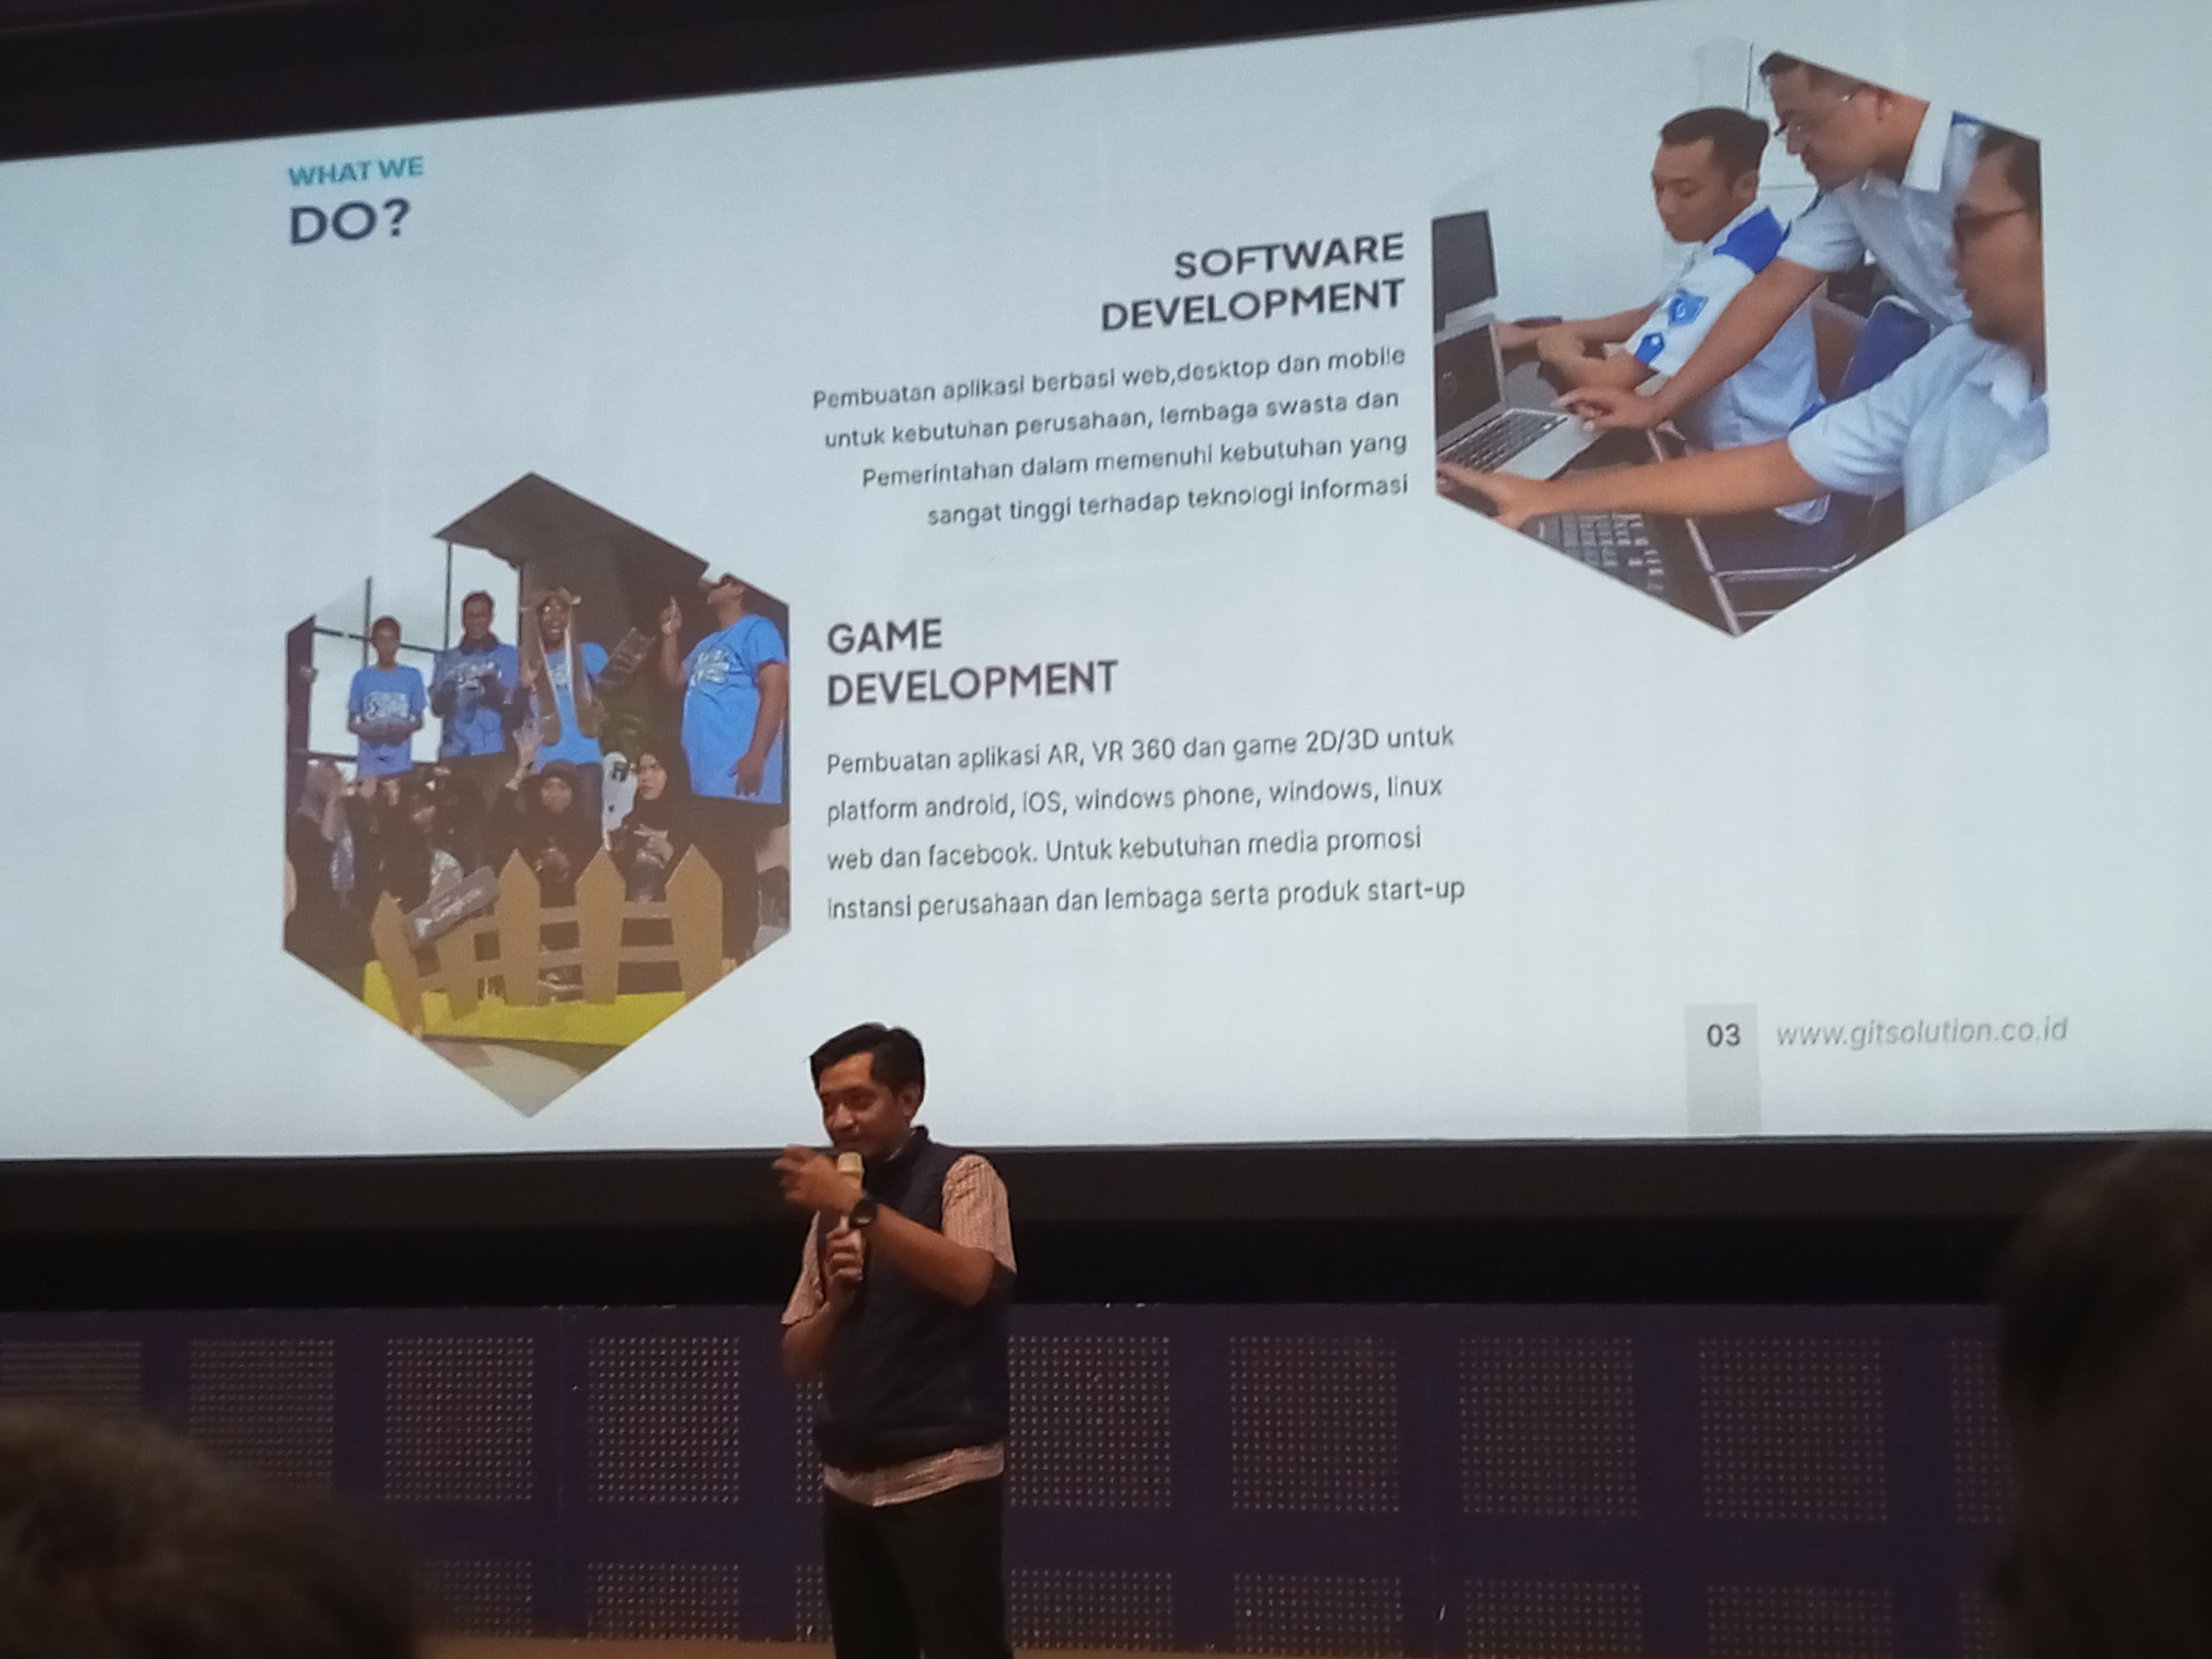 WHAT WE
DO?
SOFTWARE
DEVELOPMENT
Pembuatan aplikasi berbasi web,desktop dan mobile
untuk kebutuhan perusahaan, lembaga swasta dan
Pemerintahan dalam memenuhi kebutuhan yang
sangat tinggi terhadap teknologi informasi
GAME
DEVELOPMENT
Pembuatan aplikasi AR, VR 360 dan game 2D/3D untuk
platform android, iOS, windows phone, windows, linux
web dan facebook. Untuk kebutuhan media promosi
instansi perusahaan dan lembaga serta produk start-up
03 www.gitsolution.co.id